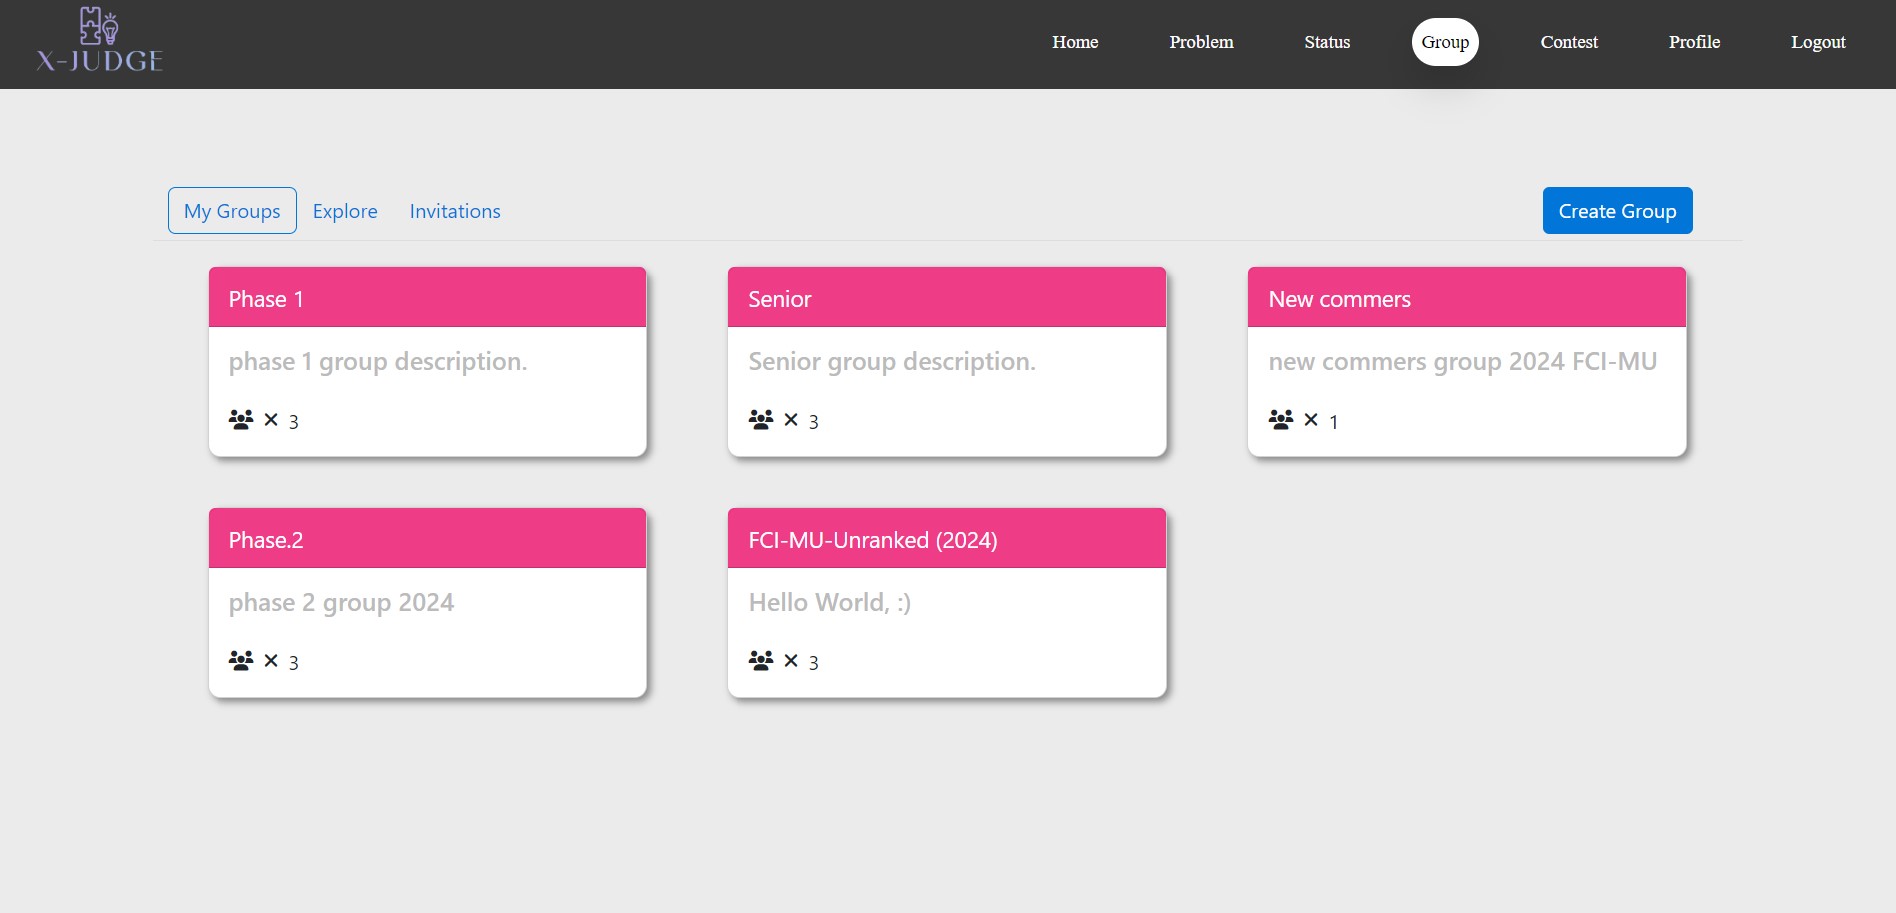 X-JUDGE
Home Problem Status Group Contest Profile Logout
My Groups Explore Invitations Create Group
Phase 1
phase 1 group description.
× 3
Senior
Senior group description.
× 3
New commers
new commers group 2024 FCI-MU
× 1
Phase.2
phase 2 group 2024
× 3
FCI-MU-Unranked (2024)
Hello World, :)
× 3